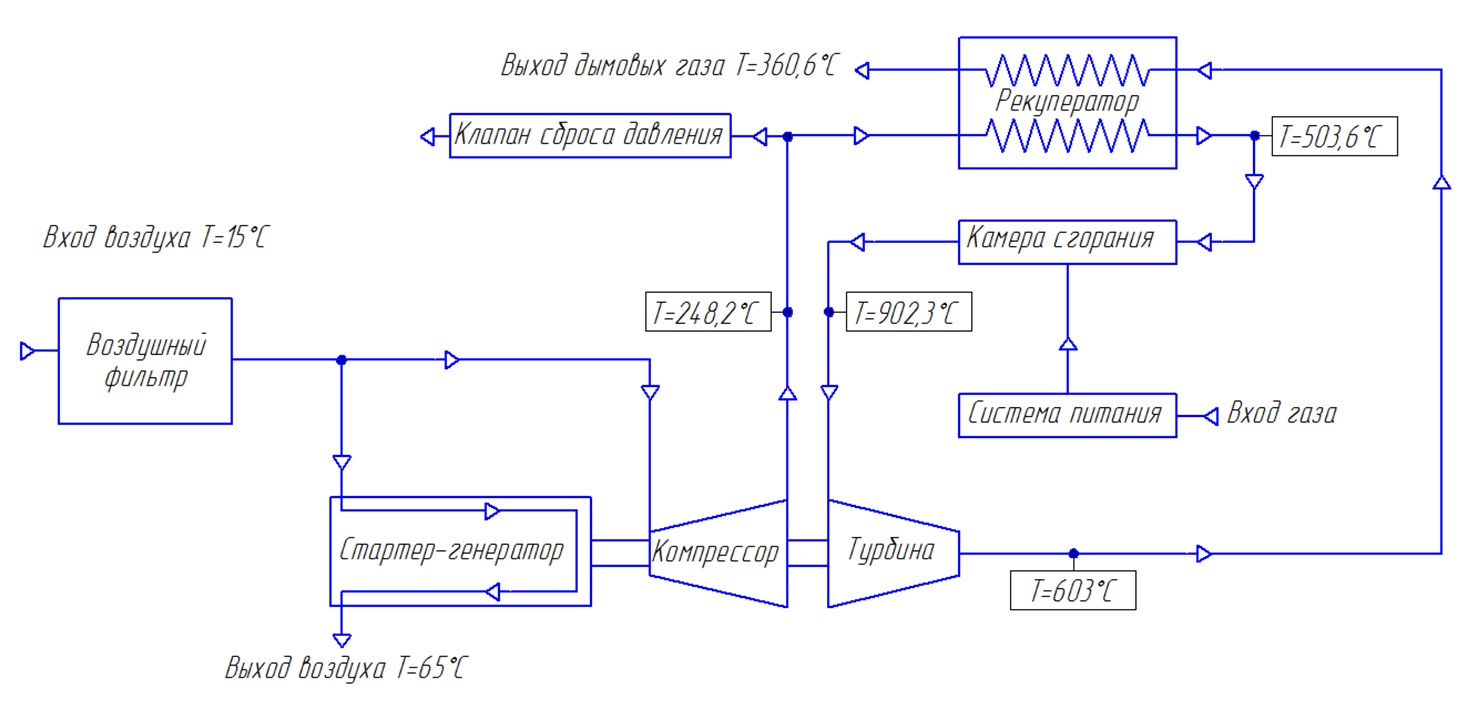 Выход дымовых газа T=360,6°C
Рекуператор
Клапан сброса давления
T=503,6°C
Вход воздуха T=15°C
Камера сгорания
T=248,2°C
T=902,3°C
Воздушный
фильтр
Система питания
Вход газа
Стартер-генератор
Компрессор
Турбина
T=603°C
Выход воздуха T=65°C